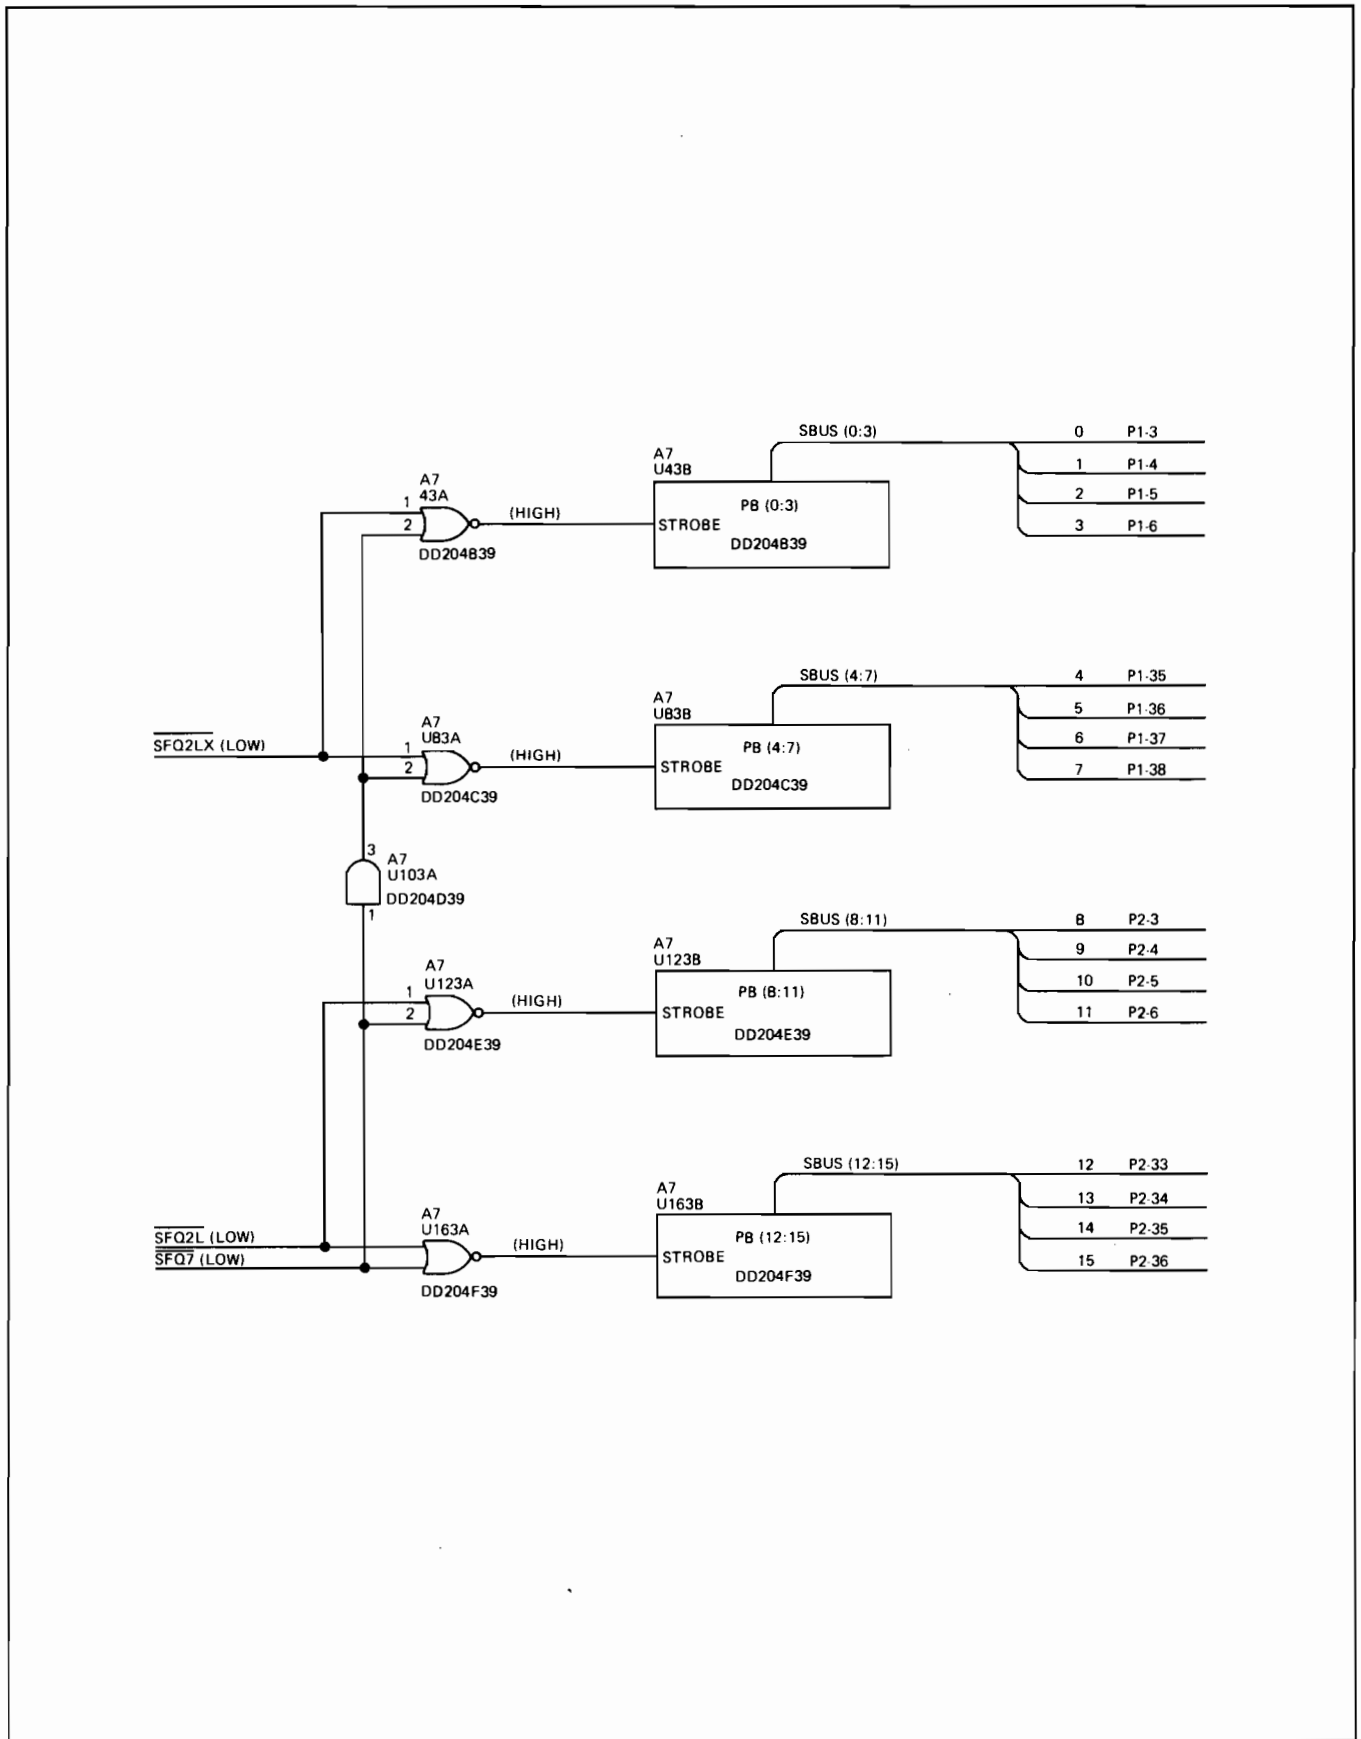 SBUS (0:3)
0 P1-3
1 P1-4
2 P1-5
3 P1-6
A7
U43B
PB (0:3)
STROBE
DD204B39
A7
43A
1
2
(HIGH)
DD204B39
SBUS (4:7)
4 P1-35
5 P1-36
6 P1-37
7 P1-38
A7
U83B
PB (4:7)
STROBE
DD204C39
A7
U83A
SFQ2LX (LOW)
1
2
(HIGH)
DD204C39
3
A7
U103A
DD204D39
1
SBUS (8:11)
8 P2-3
9 P2-4
10 P2-5
11 P2-6
A7
U123B
PB (8:11)
STROBE
DD204E39
A7
U123A
1
2
(HIGH)
DD204E39
SBUS (12:15)
12 P2-33
13 P2-34
14 P2-35
15 P2-36
A7
U163B
PB (12:15)
STROBE
DD204F39
A7
U163A
SFQ2L (LOW)
SFQ7 (LOW)
(HIGH)
DD204F39